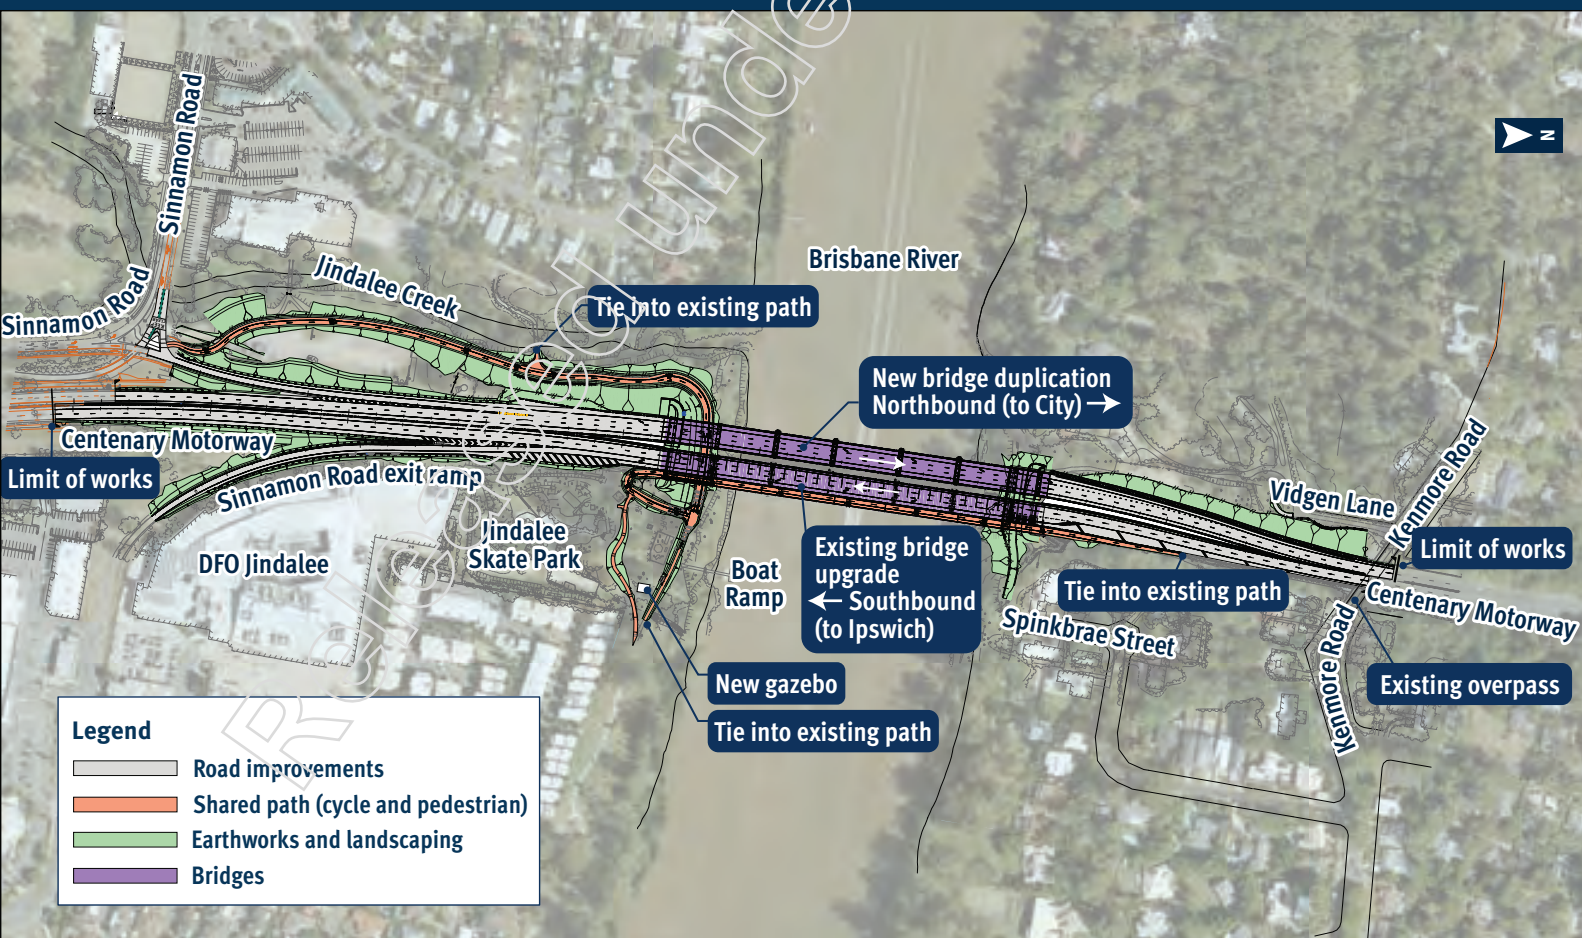 Sinnamon Road
N
Brisbane River
Jindalee Creek
Sinnamon Road
Tie into existing path
New bridge duplication
Northbound (to City) →
Centenary Motorway
Limit of works
Sinnamon Road exit ramp
Kenmore Road
Vidgen Lane
Jindalee
Skate Park
DFO Jindalee
Boat
Ramp
Existing bridge
upgrade
← Southbound
(to Ipswich)
Limit of works
Tie into existing path
Centenary Motorway
Spinkbrae Street
Kenmore Road
Existing overpass
New gazebo
Tie into existing path
Legend
Road improvements
Shared path (cycle and pedestrian)
Earthworks and landscaping
Bridges
Released unde